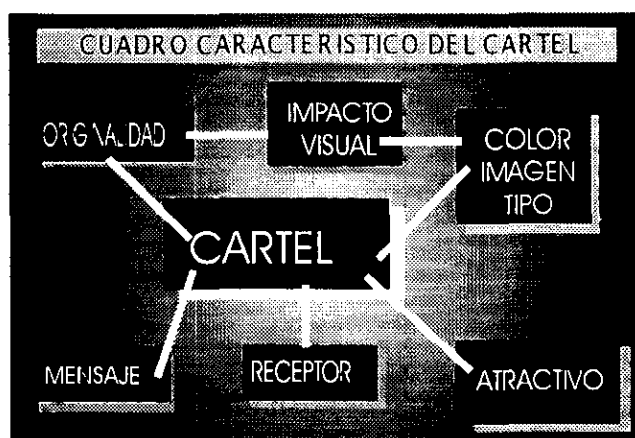 CUADRO CARACTERISTICO DEL CARTEL
ORIGINALIDAD
IMPACTO
VISUAL
COLOR
IMAGEN
TIPO
CARTEL
MENSAJE
RECEPTOR
ATRACTIVO